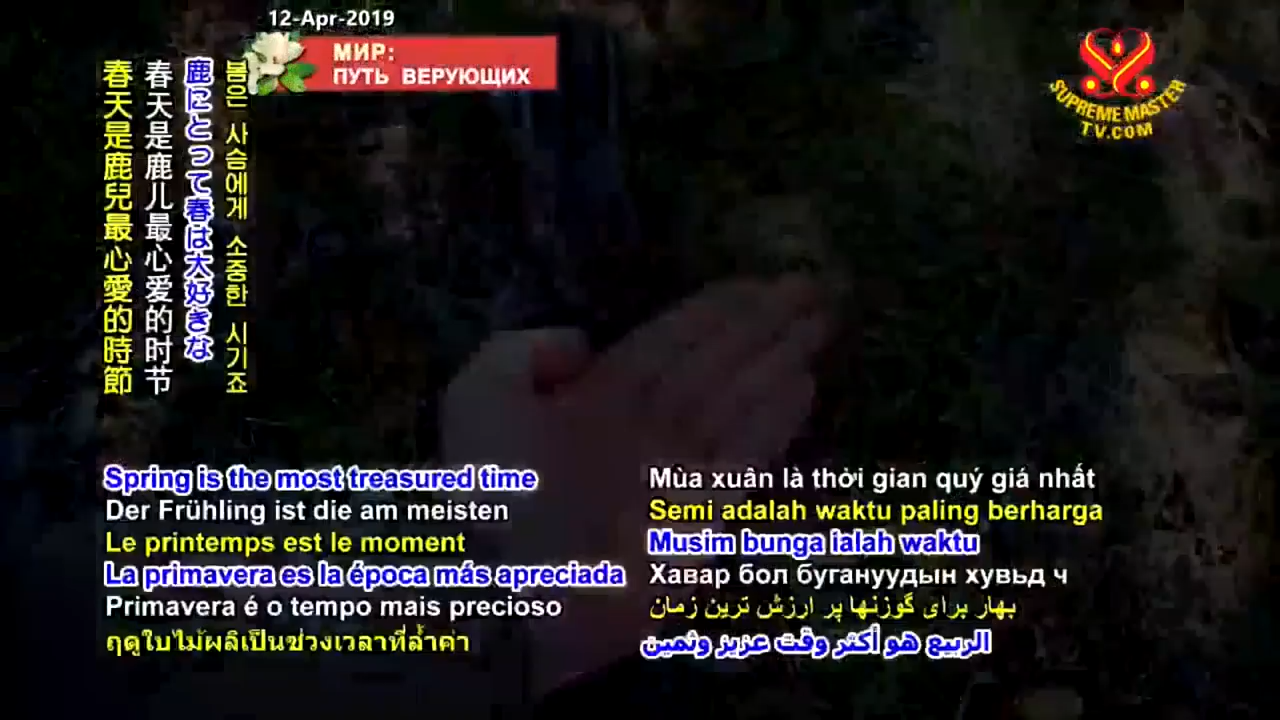 12-Apr-2019
МИР:
ПУТЬ ВЕРУЮЩИХ
SUPREME MASTER
TV.COM
봄은 사슴에게 소중한 시기죠
鹿にとって春は大好きな
春天是鹿儿最心爱的时节
春天是鹿兒最心愛的時節
Spring is the most treasured time
Der Frühling ist die am meisten
Le printemps est le moment
La primavera es la época más apreciada
Primavera é o tempo mais precioso
ฤดูใบไม้ผลิเป็นช่วงเวลาที่ล้ำค่า
Mùa xuân là thời gian quý giá nhất
Semi adalah waktu paling berharga
Musim bunga ialah waktu
Хавар бол бугануудын хувьд ч
بهار برای گوزنها پر ارزش ترین زمان
الربيع هو أكثر وقت عزيز وثمين